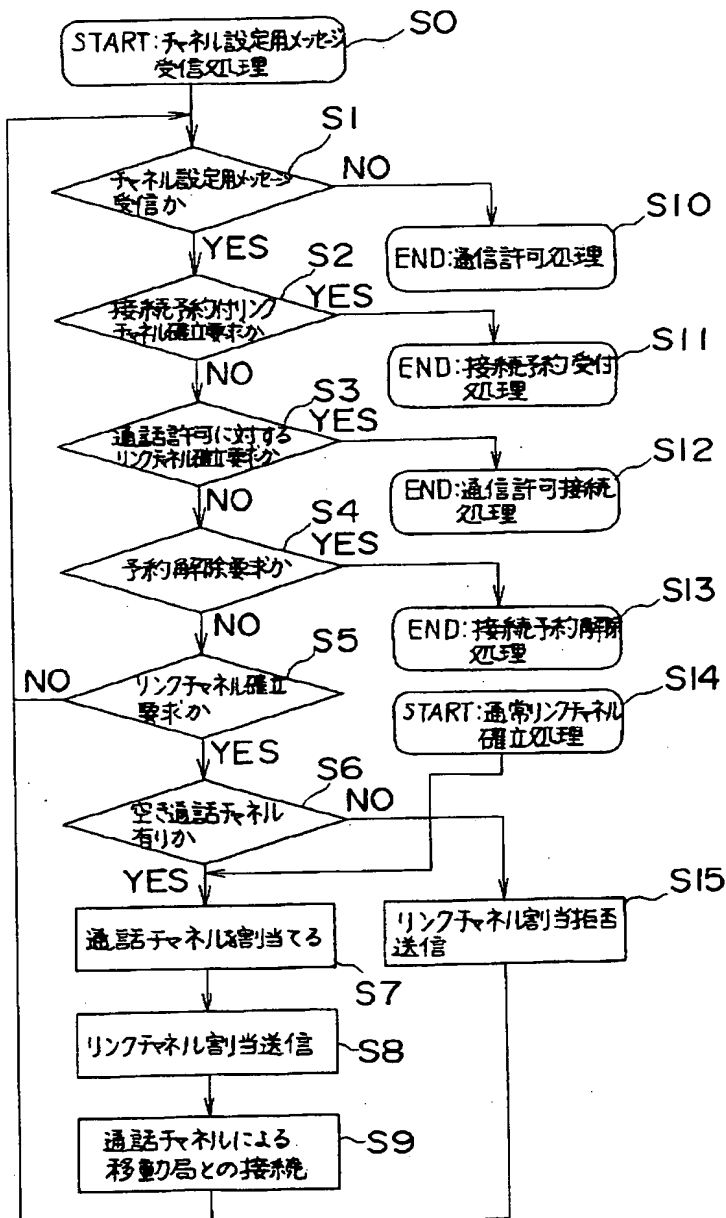 START:チャネル設定用メッセージ
受信処理
S0
S1
チャネル設定用メッセージ
受信か
NO
YES
S10
END:通信許可処理
S2
接続予約付リンク
チャネル確立要求か
YES
NO
S11
END:接続予約受付
処理
S3
通話許可に対する
リンクチャネル確立要求か
YES
NO
S12
END:通信許可接続
処理
S4
予約解除要求か
YES
NO
S13
END:接続予約解除
処理
S5
リンクチャネル確立
要求か
NO
YES
S14
START:通常リンクチャネル
確立処理
S6
空き通話チャネル
有りか
NO
YES
S15
リンクチャネル割当拒否
送信
通話チャネルを割当てる
S7
リンクチャネル割当送信
S8
通話チャネルによる
移動局との接続
S9